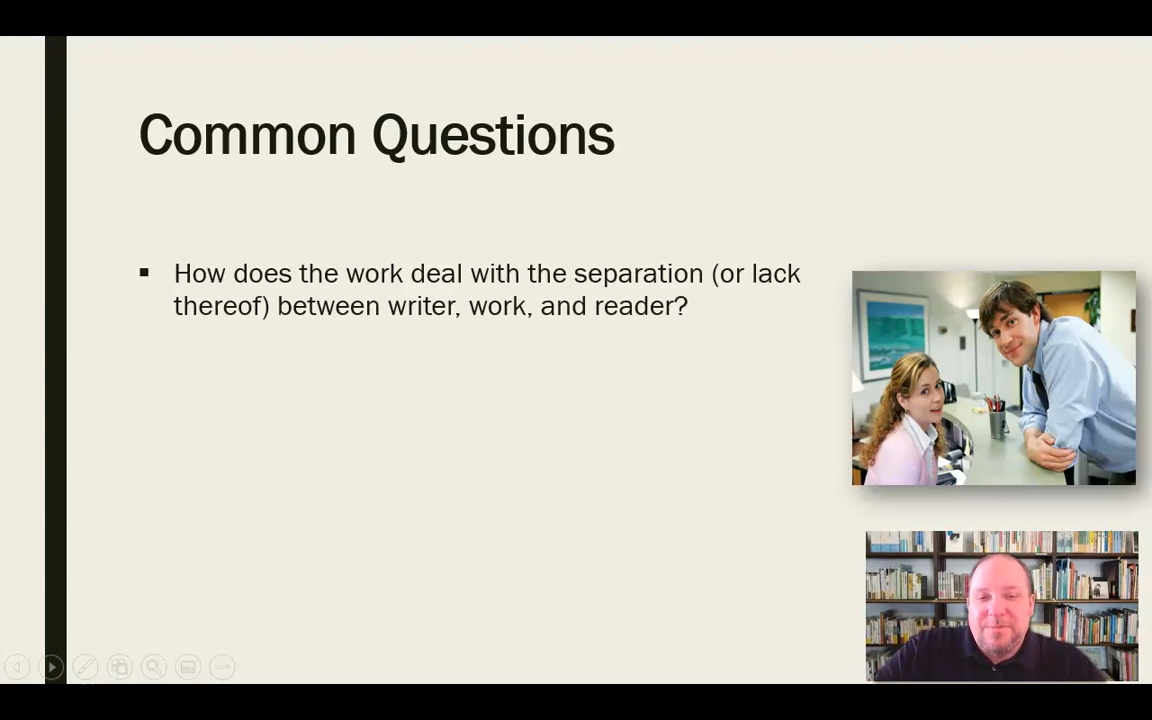 Common Questions
How does the work deal with the separation (or lack
thereof) between writer, work, and reader?